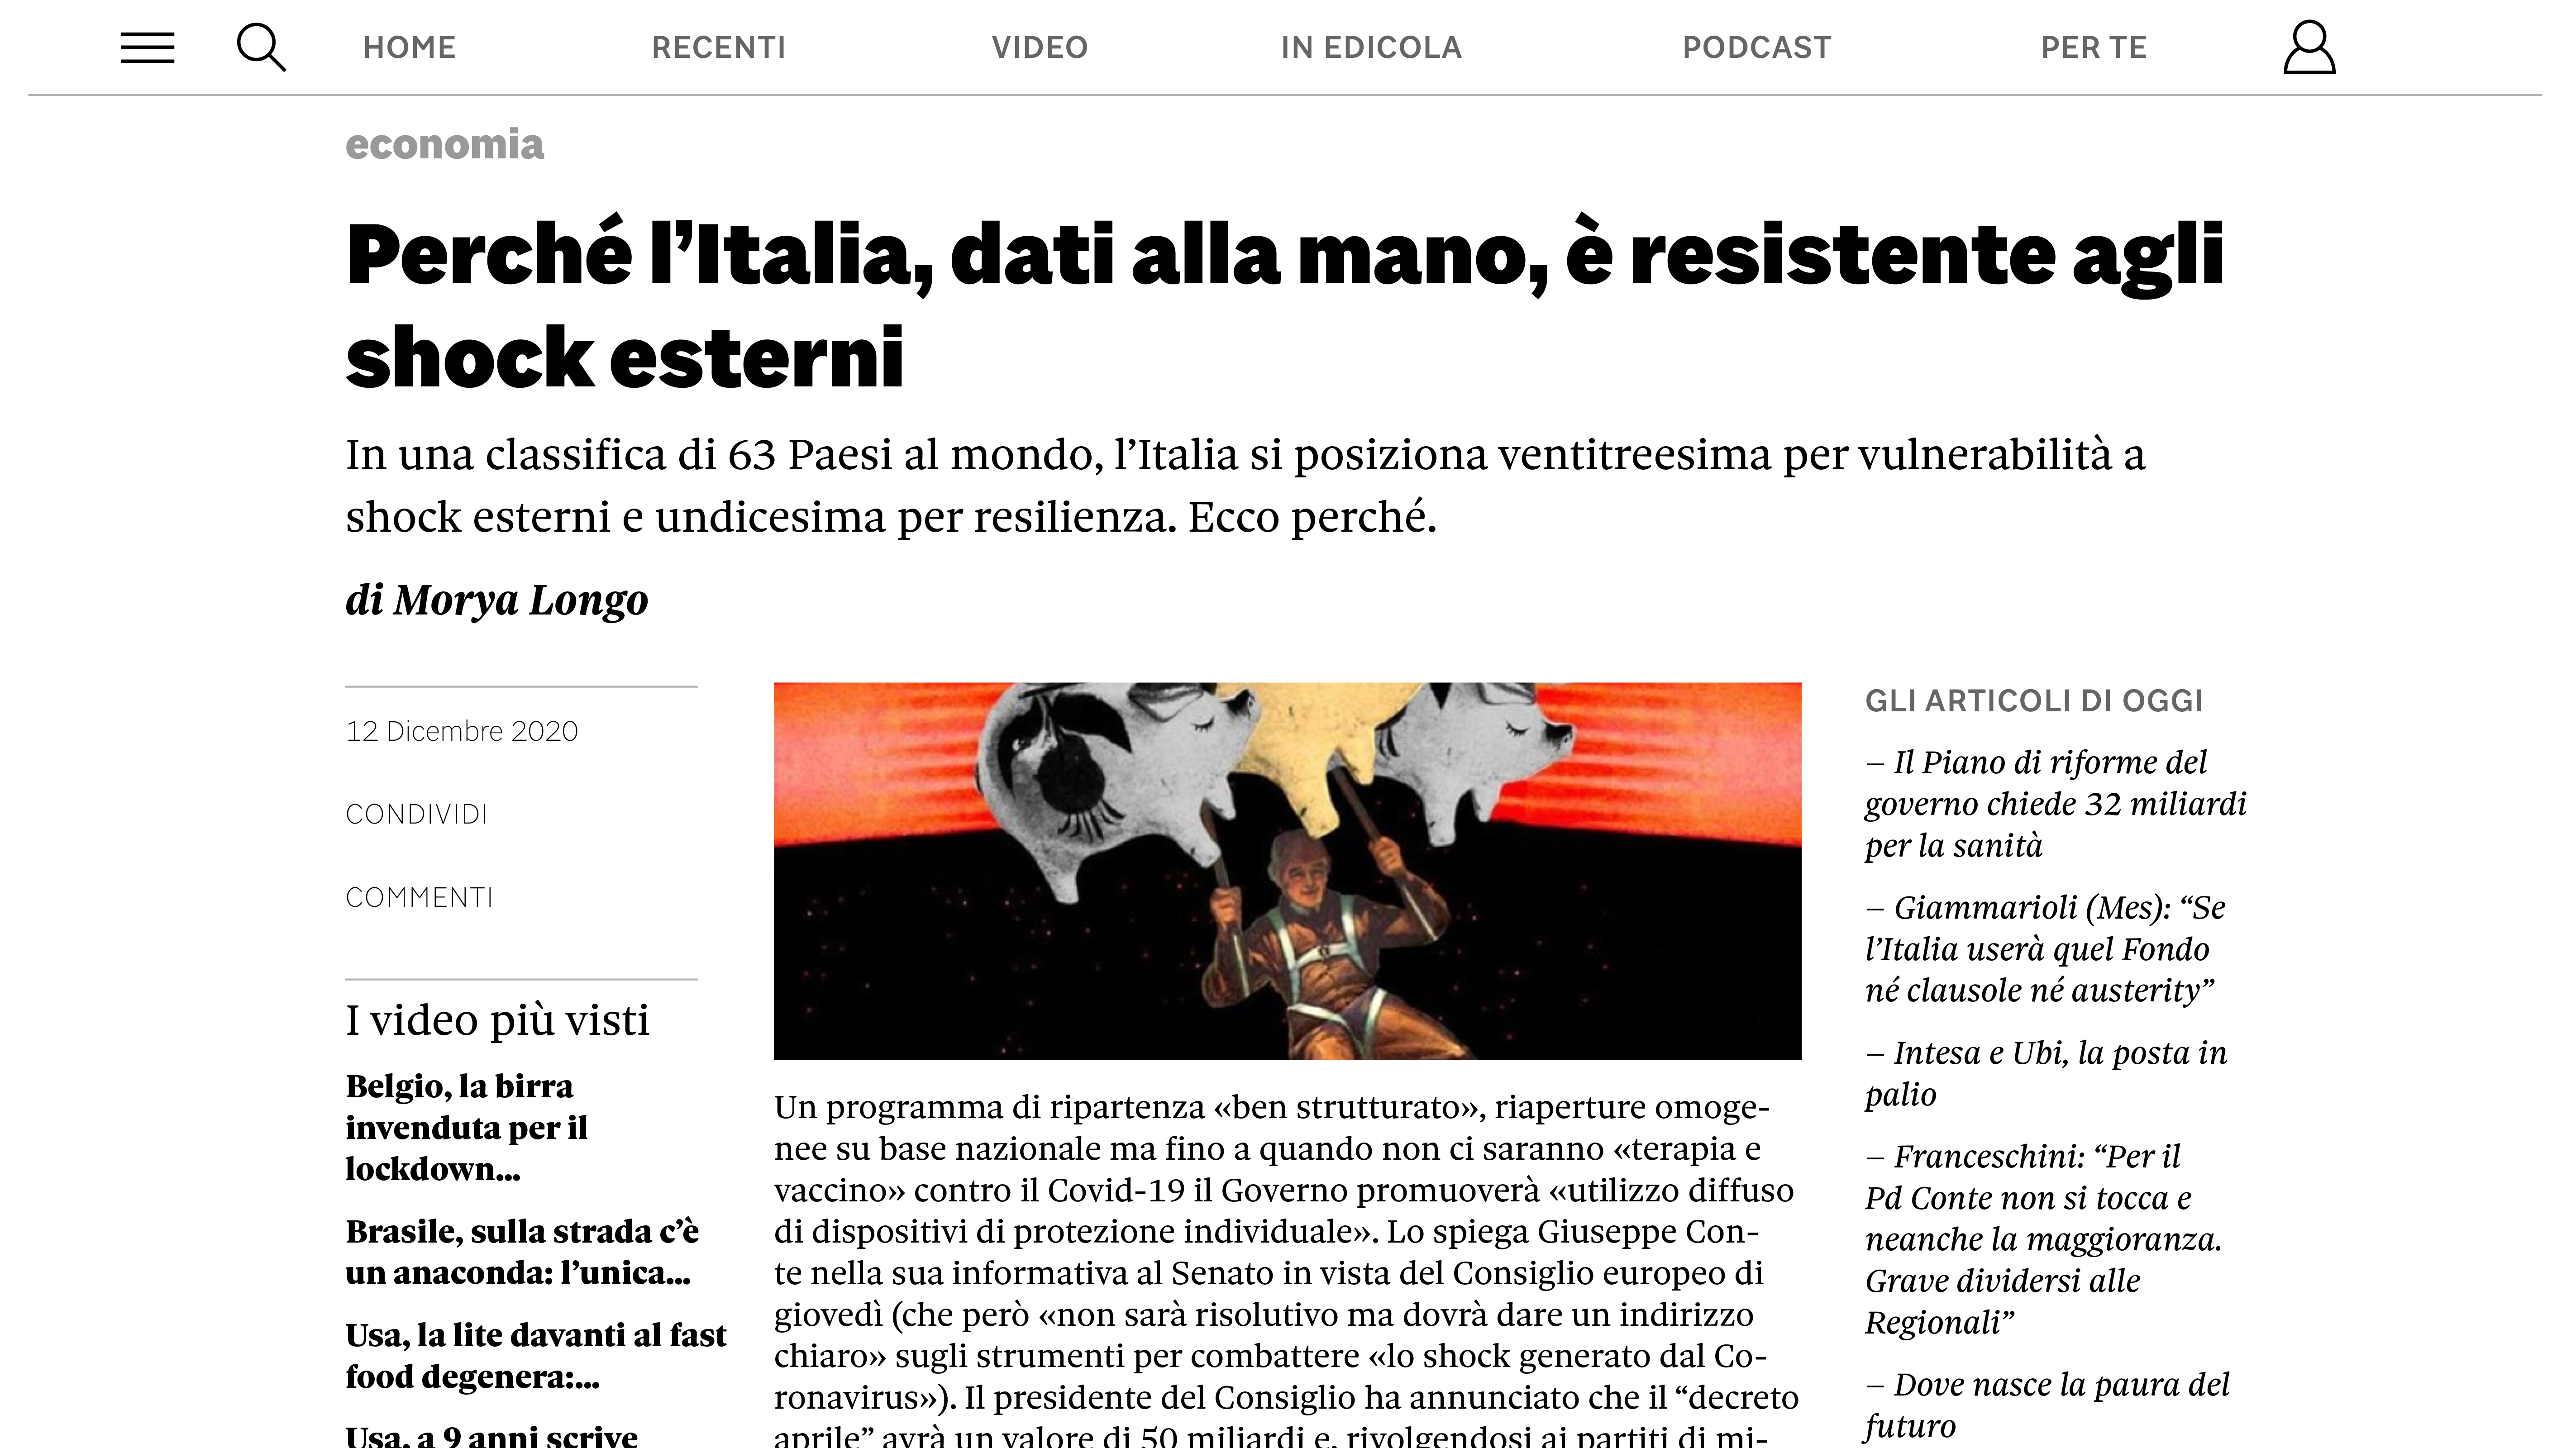 HOME RECENTI VIDEO IN EDICOLA PODCAST PER TE
economia
Perché l’Italia, dati alla mano, è resistente agli
shock esterni
In una classifica di 63 Paesi al mondo, l’Italia si posiziona ventitreesima per vulnerabilità a
shock esterni e undicesima per resilienza. Ecco perché.
di Morya Longo
12 Dicembre 2020
CONDIVIDI
COMMENTI
I video più visti
Belgio, la birra
invenduta per il
lockdown...
Brasile, sulla strada c’è
un anaconda: l’unica...
Usa, la lite davanti al fast
food degenera:...
Usa, a 9 anni scrive
Un programma di ripartenza «ben strutturato», riaperture omoge-
nee su base nazionale ma fino a quando non ci saranno «terapia e
vaccino» contro il Covid-19 il Governo promuoverà «utilizzo diffuso
di dispositivi di protezione individuale». Lo spiega Giuseppe Con-
te nella sua informativa al Senato in vista del Consiglio europeo di
giovedì (che però «non sarà risolutivo ma dovrà dare un indirizzo
chiaro» sugli strumenti per combattere «lo shock generato dal Co-
ronavirus»). Il presidente del Consiglio ha annunciato che il “decreto
aprile” avrà un valore di 50 miliardi e, rivolgendosi ai partiti di mi-
GLI ARTICOLI DI OGGI
– Il Piano di riforme del
governo chiede 32 miliardi
per la sanità
– Giammarioli (Mes): “Se
l’Italia userà quel Fondo
né clausole né austerity”
– Intesa e Ubi, la posta in
palio
– Franceschini: “Per il
Pd Conte non si tocca e
neanche la maggioranza.
Grave dividersi alle
Regionali”
– Dove nasce la paura del
futuro